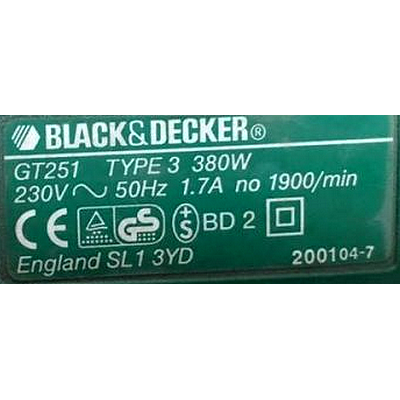 BLACK&DECKER®
GT251 TYPE 3 380W
230V ~ 50Hz 1.7A no 1900/min
CE GS +S BD 2
England SL1 3YD 200104-7